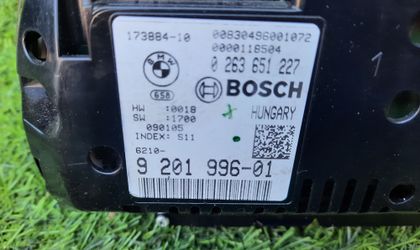 173884-10
00830496001072
0000118504
0 263 651 227
BMW
658
BOSCH
HW :0018
HUNGARY
SW :1700
090105
INDEX: S11
6210-
9 201 996-01